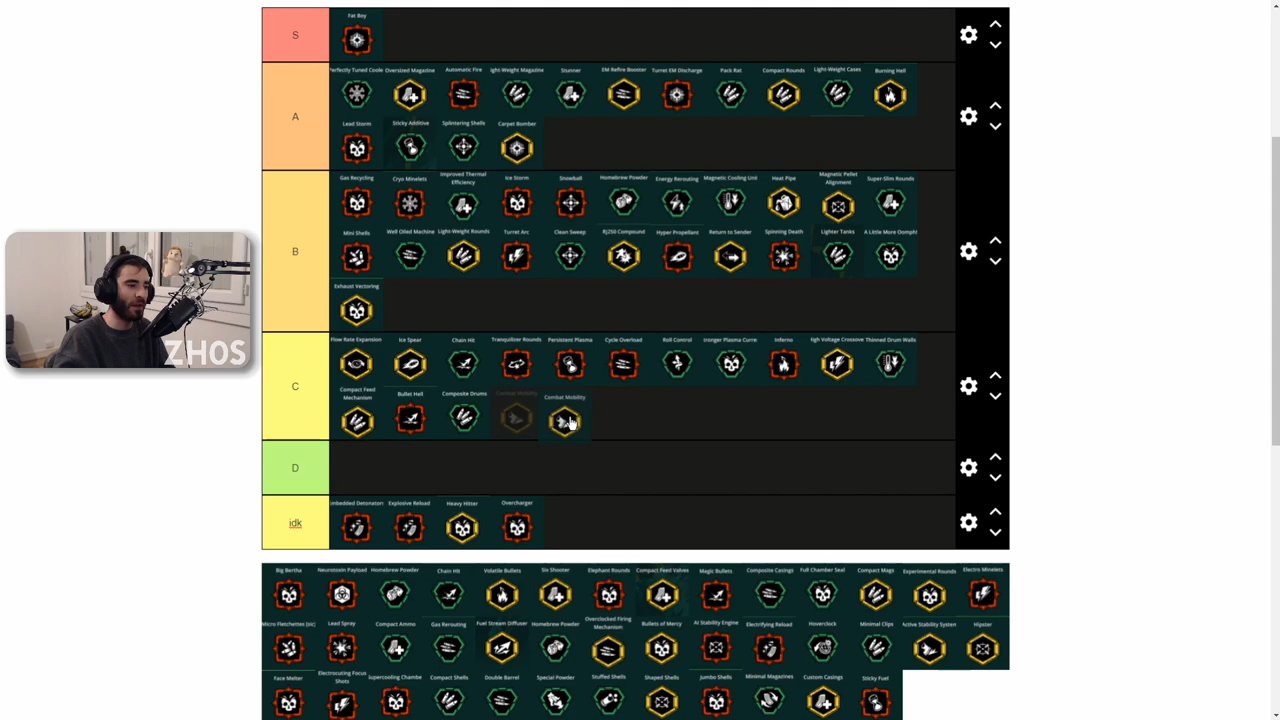 S
Fat Boy
A
Perfectly Tuned Coole
Oversized Magazine
Automatic Fire
ight-Weight Magazine
Stunner
EM Refire Booster
Turret EM Discharge
Pack Rat
Compact Rounds
Light-Weight Cases
Burning Hell
Lead Storm
Sticky Additive
Splintering Shells
Carpet Bomber
B
Gas Recycling
Cryo Minelets
Improved Thermal
Efficiency
Ice Storm
Snowball
Homebrew Powder
Energy Rerouting
Magnetic Cooling Unit
Heat Pipe
Magnetic Pellet
Alignment
Super-Slim Rounds
Mini Shells
Well Oiled Machine
Light-Weight Rounds
Turret Arc
Clean Sweep
RJ250 Compound
Hyper Propellant
Return to Sender
Spinning Death
Lighter Tanks
A Little More Oomph!
Exhaust Vectoring
C
Flow Rate Expansion
Ice Spear
Chain Hit
Tranquilizer Rounds
Persistent Plasma
Cycle Overload
Roll Control
tronger Plasma Curre
Inferno
High Voltage Crossove
Thinned Drum Walls
Compact Feed
Mechanism
Bullet Hell
Composite Drums
Combat Mobility
Combat Mobility
D
idk
Embedded Detonators
Explosive Reload
Heavy Hitter
Overcharger
ZHOS
Big Bertha
Neurotoxin Payload
Homebrew Powder
Chain Hit
Volatile Bullets
Six Shooter
Elephant Rounds
Compact Feed Valves
Magic Bullets
Composite Casings
Full Chamber Seal
Compact Mags
Experimental Rounds
Electro Minelets
Micro Fletchettes (sic)
Lead Spray
Compact Ammo
Gas Rerouting
Fuel Stream Diffuser
Homebrew Powder
Overclocked Firing
Mechanism
Bullets of Mercy
AI Stability Engine
Electrifying Reload
Hoverclock
Minimal Clips
Active Stability System
Hipster
Face Melter
Electrocuting Focus
Shots
Supercooling Chambe
Compact Shells
Double Barrel
Special Powder
Stuffed Shells
Shaped Shells
Jumbo Shells
Minimal Magazines
Custom Casings
Sticky Fuel